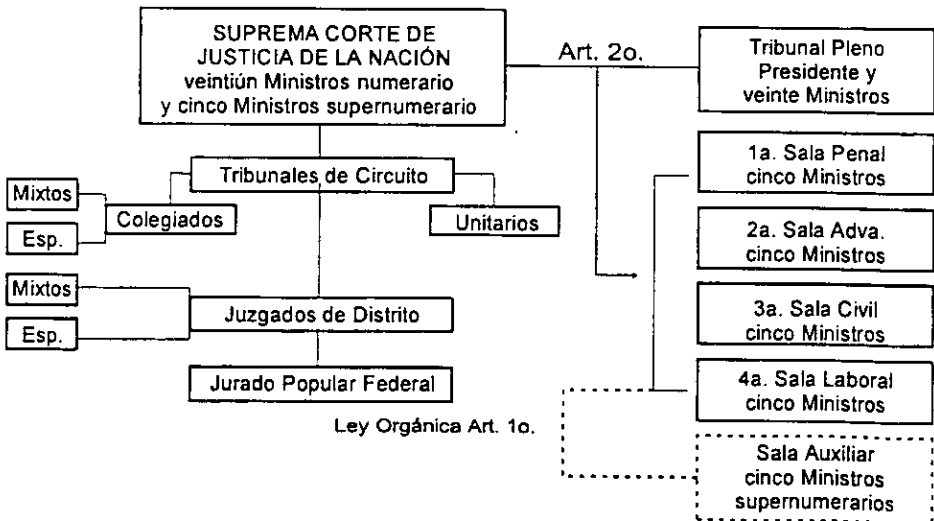 SUPREMA CORTE DE
JUSTICIA DE LA NACIÓN
veintiún Ministros numerario
y cinco Ministros supernumerario
Art. 2o.
Tribunal Pleno
Presidente y
veinte Ministros
1a. Sala Penal
cinco Ministros
Tribunales de Circuito
Mixtos
Colegiados
Unitarios
Esp.
2a. Sala Adva.
cinco Ministros
Mixtos
Juzgados de Distrito
Esp.
3a. Sala Civil
cinco Ministros
Jurado Popular Federal
4a. Sala Laboral
cinco Ministros
Ley Orgánica Art. 1o.
Sala Auxiliar
cinco Ministros
supernumerarios